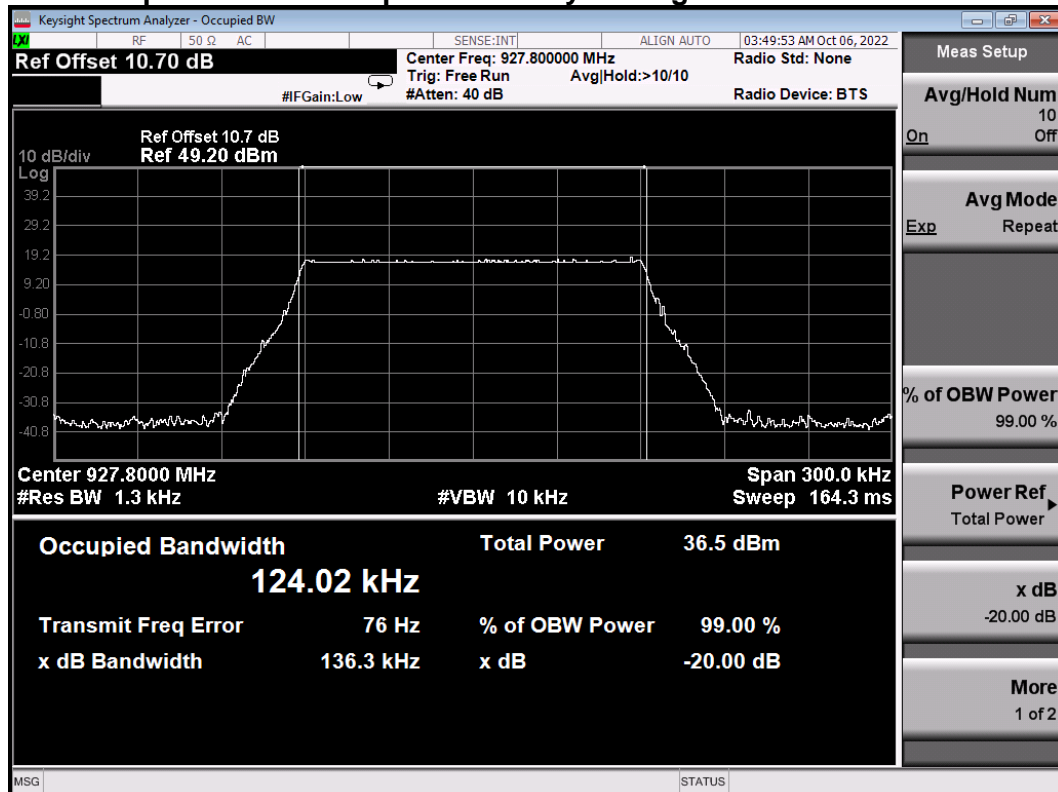 Keysight Spectrum Analyzer - Occupied BW
LXI RF 50 Ω AC SENSE:INT ALIGN AUTO 03:49:53 AM Oct 06, 2022
Ref Offset 10.70 dB
Center Freq: 927.800000 MHz
Radio Std: None
Trig: Free Run Avg|Hold:>10/10
#IFGain:Low
#Atten: 40 dB
Radio Device: BTS
Ref Offset 10.7 dB
10 dB/div Ref 49.20 dBm
Log
39.2
29.2
19.2
9.20
-0.80
-10.8
-20.8
-30.8
-40.8
Center 927.8000 MHz Span 300.0 kHz
#Res BW 1.3 kHz #VBW 10 kHz Sweep 164.3 ms
Occupied Bandwidth Total Power 36.5 dBm
124.02 kHz
Transmit Freq Error 76 Hz % of OBW Power 99.00 %
x dB Bandwidth 136.3 kHz x dB -20.00 dB
MSG STATUS
Meas Setup
Avg/Hold Num
10
On Off
Avg Mode
Exp Repeat
% of OBW Power
99.00 %
Power Ref
Total Power
x dB
-20.00 dB
More
1 of 2